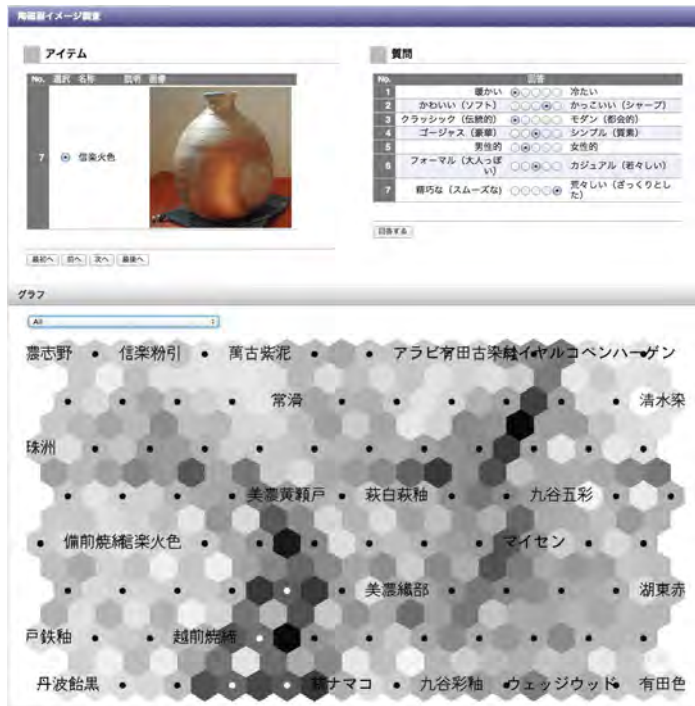 陶磁器イメージ調査
アイテム
No. 選択 名称 説明 画像
7 信楽火色
最初へ 前へ 次へ 最後へ
質問
No. 回答
1 暖かい 冷たい
2 かわいい（ソフト） かっこいい（シャープ）
3 クラッシック（伝統的） モダン（都会的）
4 ゴージャス（豪華） シンプル（質素）
5 男性的 女性的
6 フォーマル（大人っぽい） カジュアル（若々しい）
7 精巧な（スムーズな） 荒々しい（ざっくりとした）
回答する
グラフ
All
農志野 信楽粉引 萬古紫泥 アラビア 有田古染 イヤルコペンハーゲン
常滑 清水染
珠洲
美濃黄瀬戸 萩白萩釉 九谷五彩
備前焼締 信楽火色 マイセン
美濃織部 湖東赤
戸鉄釉 越前焼締
丹波飴黒 ナマコ 九谷彩釉 ウェッジウッド 有田色